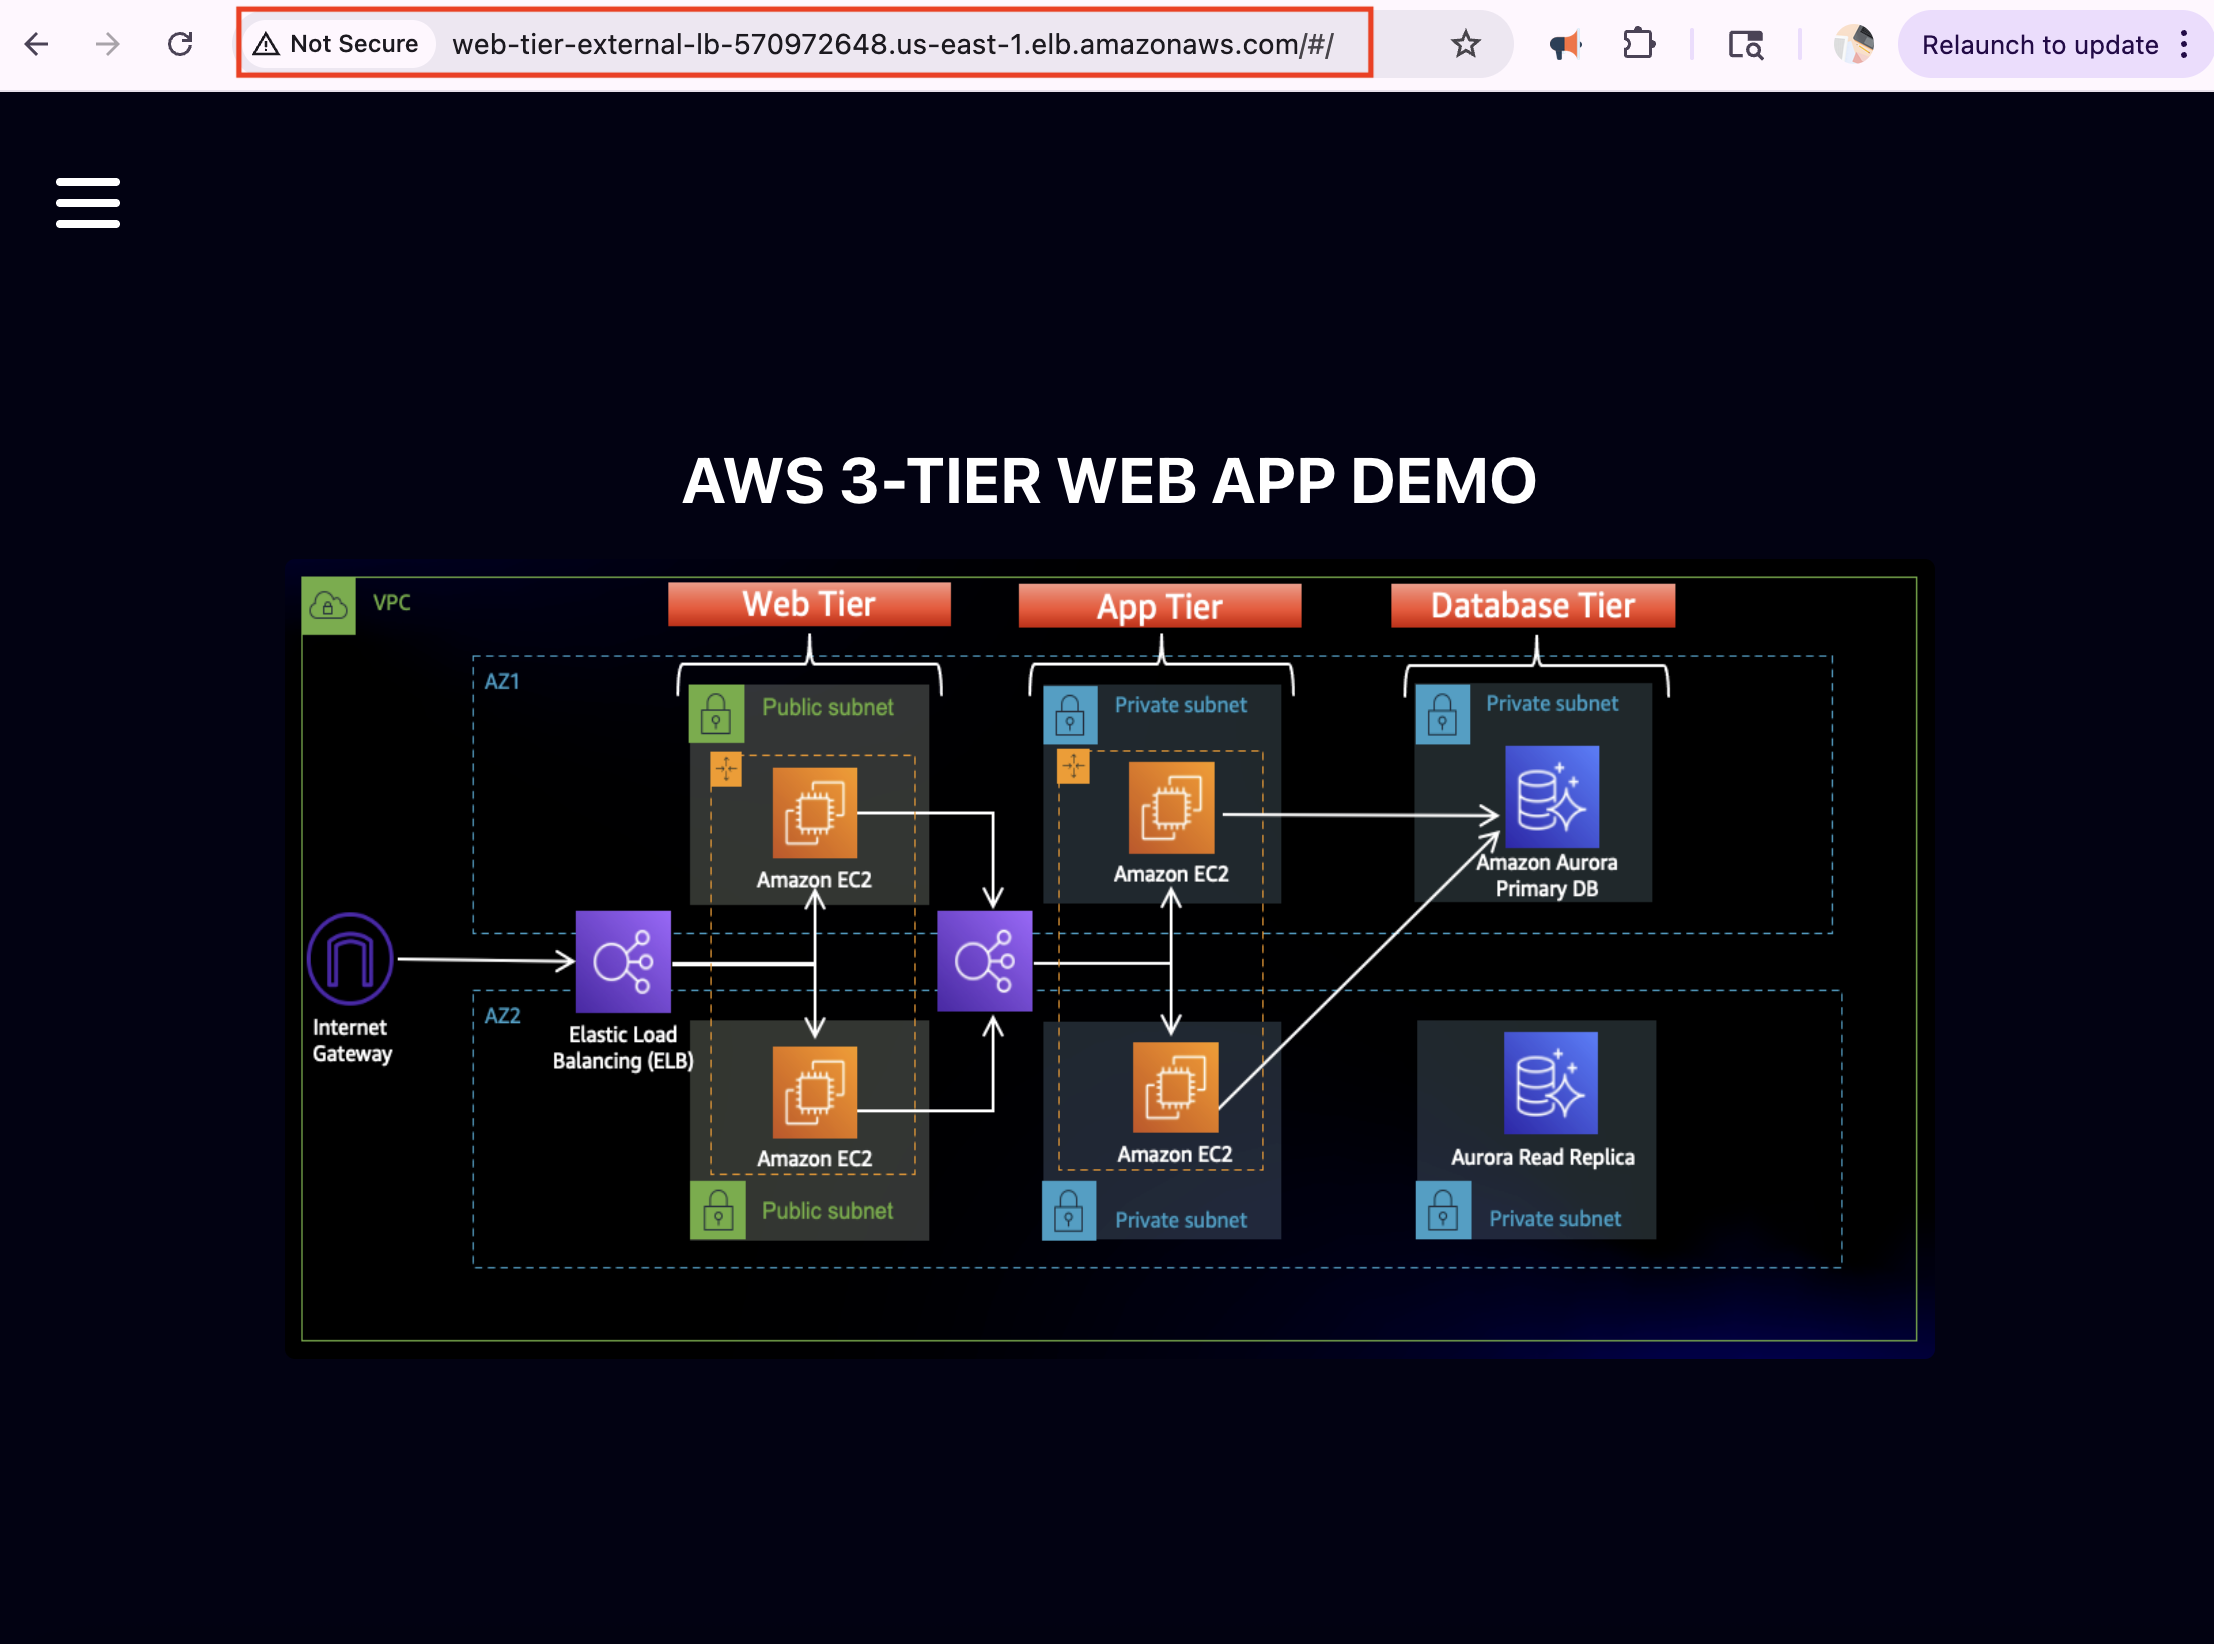 Not Secure web-tier-external-lb-570972648.us-east-1.elb.amazonaws.com/#/ Relaunch to update
AWS 3-TIER WEB APP DEMO
VPC
Web Tier
App Tier
Database Tier
AZ1
Public subnet
Private subnet
Private subnet
Amazon EC2
Amazon EC2
Amazon Aurora
Primary DB
Internet
Gateway
AZ2
Elastic Load
Balancing (ELB)
Amazon EC2
Amazon EC2
Aurora Read Replica
Public subnet
Private subnet
Private subnet